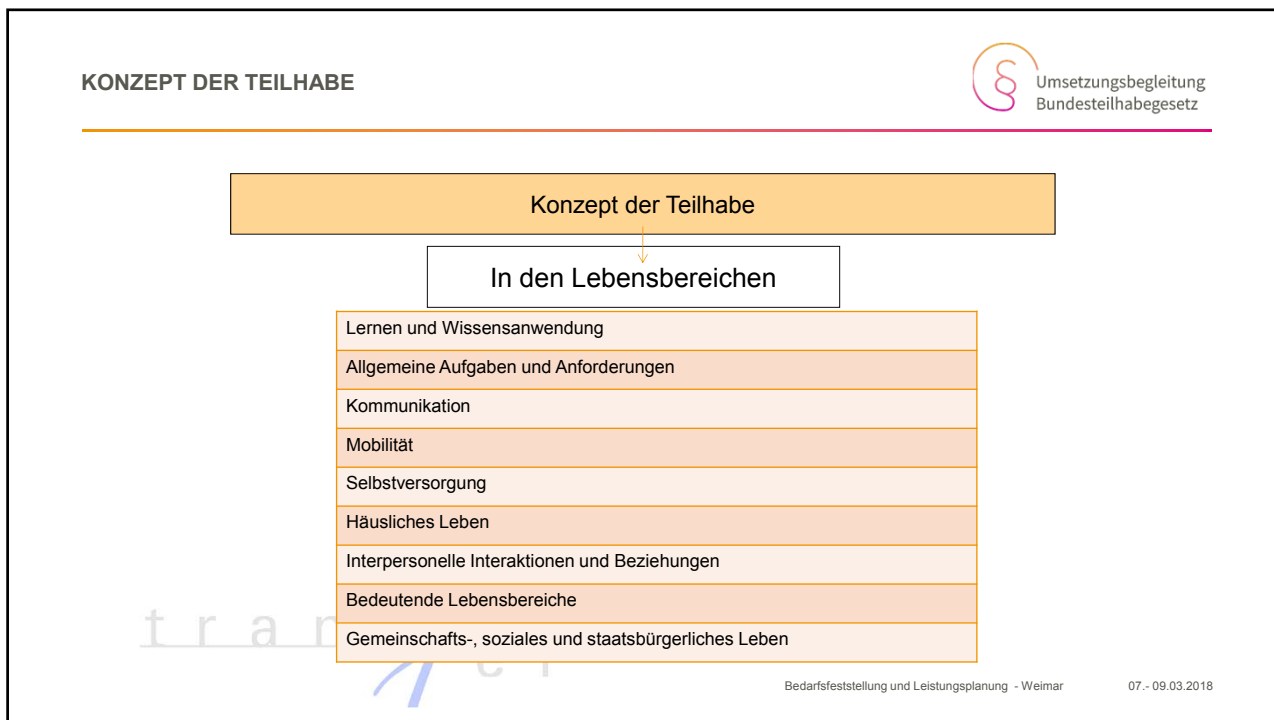 KONZEPT DER TEILHABE
Umsetzungsbegleitung
Bundesteilhabegesetz
Konzept der Teilhabe
In den Lebensbereichen
Lernen und Wissensanwendung
Allgemeine Aufgaben und Anforderungen
Kommunikation
Mobilität
Selbstversorgung
Häusliches Leben
Interpersonelle Interaktionen und Beziehungen
Bedeutende Lebensbereiche
Gemeinschafts-, soziales und staatsbürgerliches Leben
Bedarfsfeststellung und Leistungsplanung - Weimar 07.- 09.03.2018